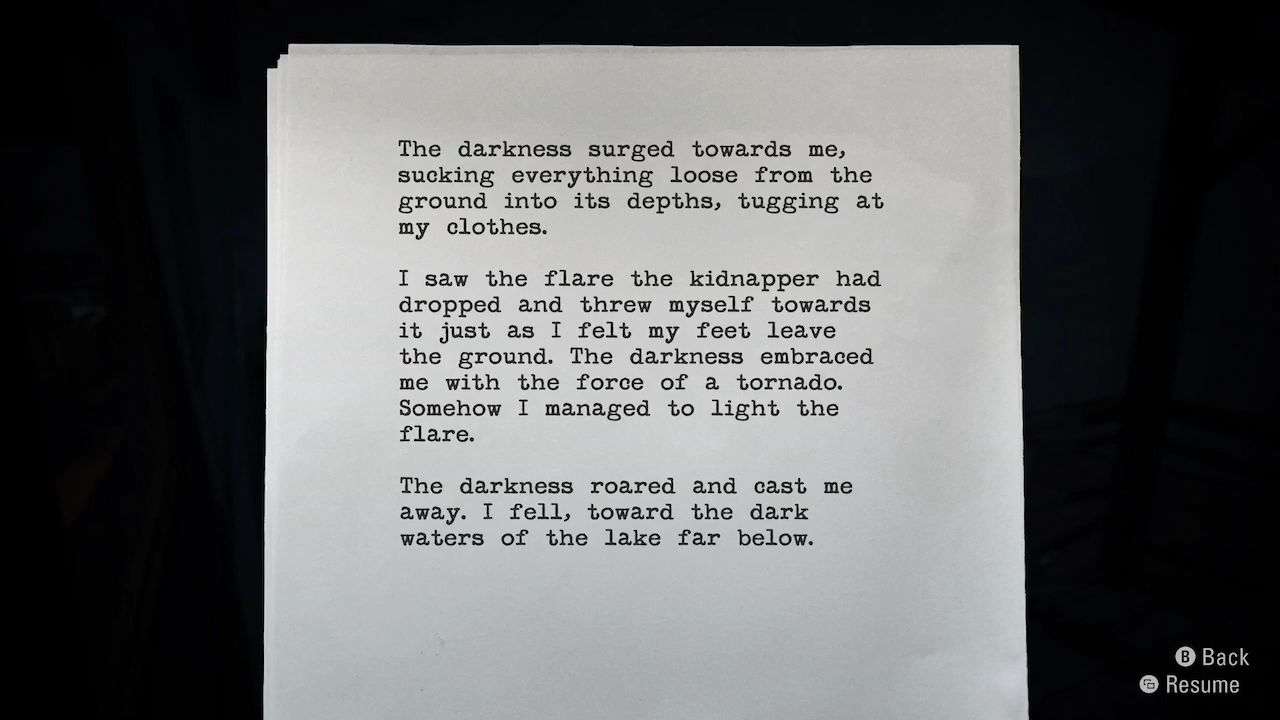 The darkness surged towards me,
sucking everything loose from the
ground into its depths, tugging at
my clothes.
I saw the flare the kidnapper had
dropped and threw myself towards
it just as I felt my feet leave
the ground. The darkness embraced
me with the force of a tornado.
Somehow I managed to light the
flare.
The darkness roared and cast me
away. I fell, toward the dark
waters of the lake far below.
B Back
Resume